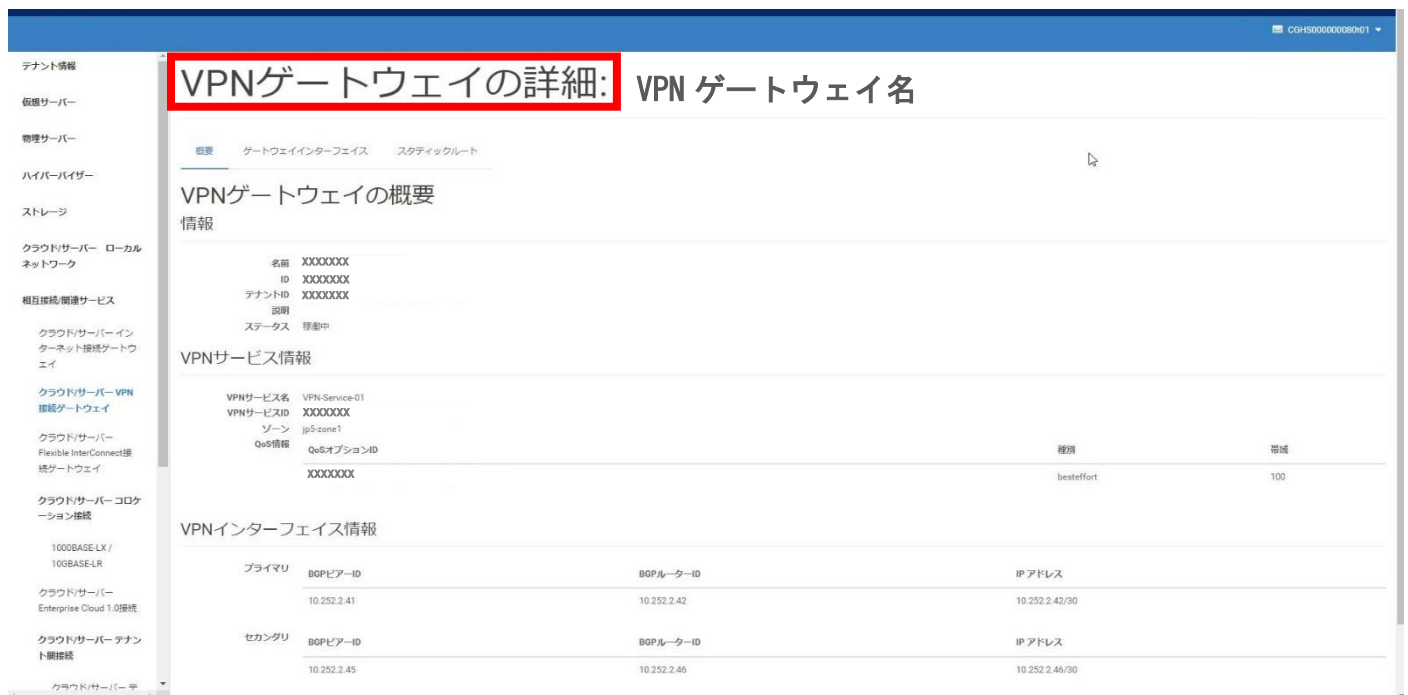 CGHS000000080t01
テナント情報
仮想サーバー
物理サーバー
ハイパーバイザー
ストレージ
クラウド/サーバー ローカル
ネットワーク
相互接続/関連サービス
クラウド/サーバー イン
ターネット接続ゲートウ
ェイ
クラウド/サーバー VPN
接続ゲートウェイ
クラウド/サーバー
Flexible InterConnect接
続ゲートウェイ
クラウド/サーバー コロケ
ーション接続
1000BASE-LX /
10GBASE-LR
クラウド/サーバー
Enterprise Cloud 1.0接続
クラウド/サーバー テナン
ト間接続
クラウド/サーバー テ
VPNゲートウェイの詳細: VPN ゲートウェイ名
概要 ゲートウェイインターフェイス スタティックルート
VPNゲートウェイの概要
情報
名前 XXXXXXX
ID XXXXXXX
テナントID XXXXXXX
説明
ステータス 稼働中
VPNサービス情報
VPNサービス名 VPN-Service-01
VPNサービスID XXXXXXX
ゾーン jp5-zone1
QoS情報 QoSオプションID 種別 帯域
XXXXXXX besteffort 100
VPNインターフェイス情報
プライマリ BGPピアーID BGPルーターID IP アドレス
10.252.2.41 10.252.2.42 10.252.2.42/30
セカンダリ BGPピアーID BGPルーターID IP アドレス
10.252.2.45 10.252.2.46 10.252.2.46/30